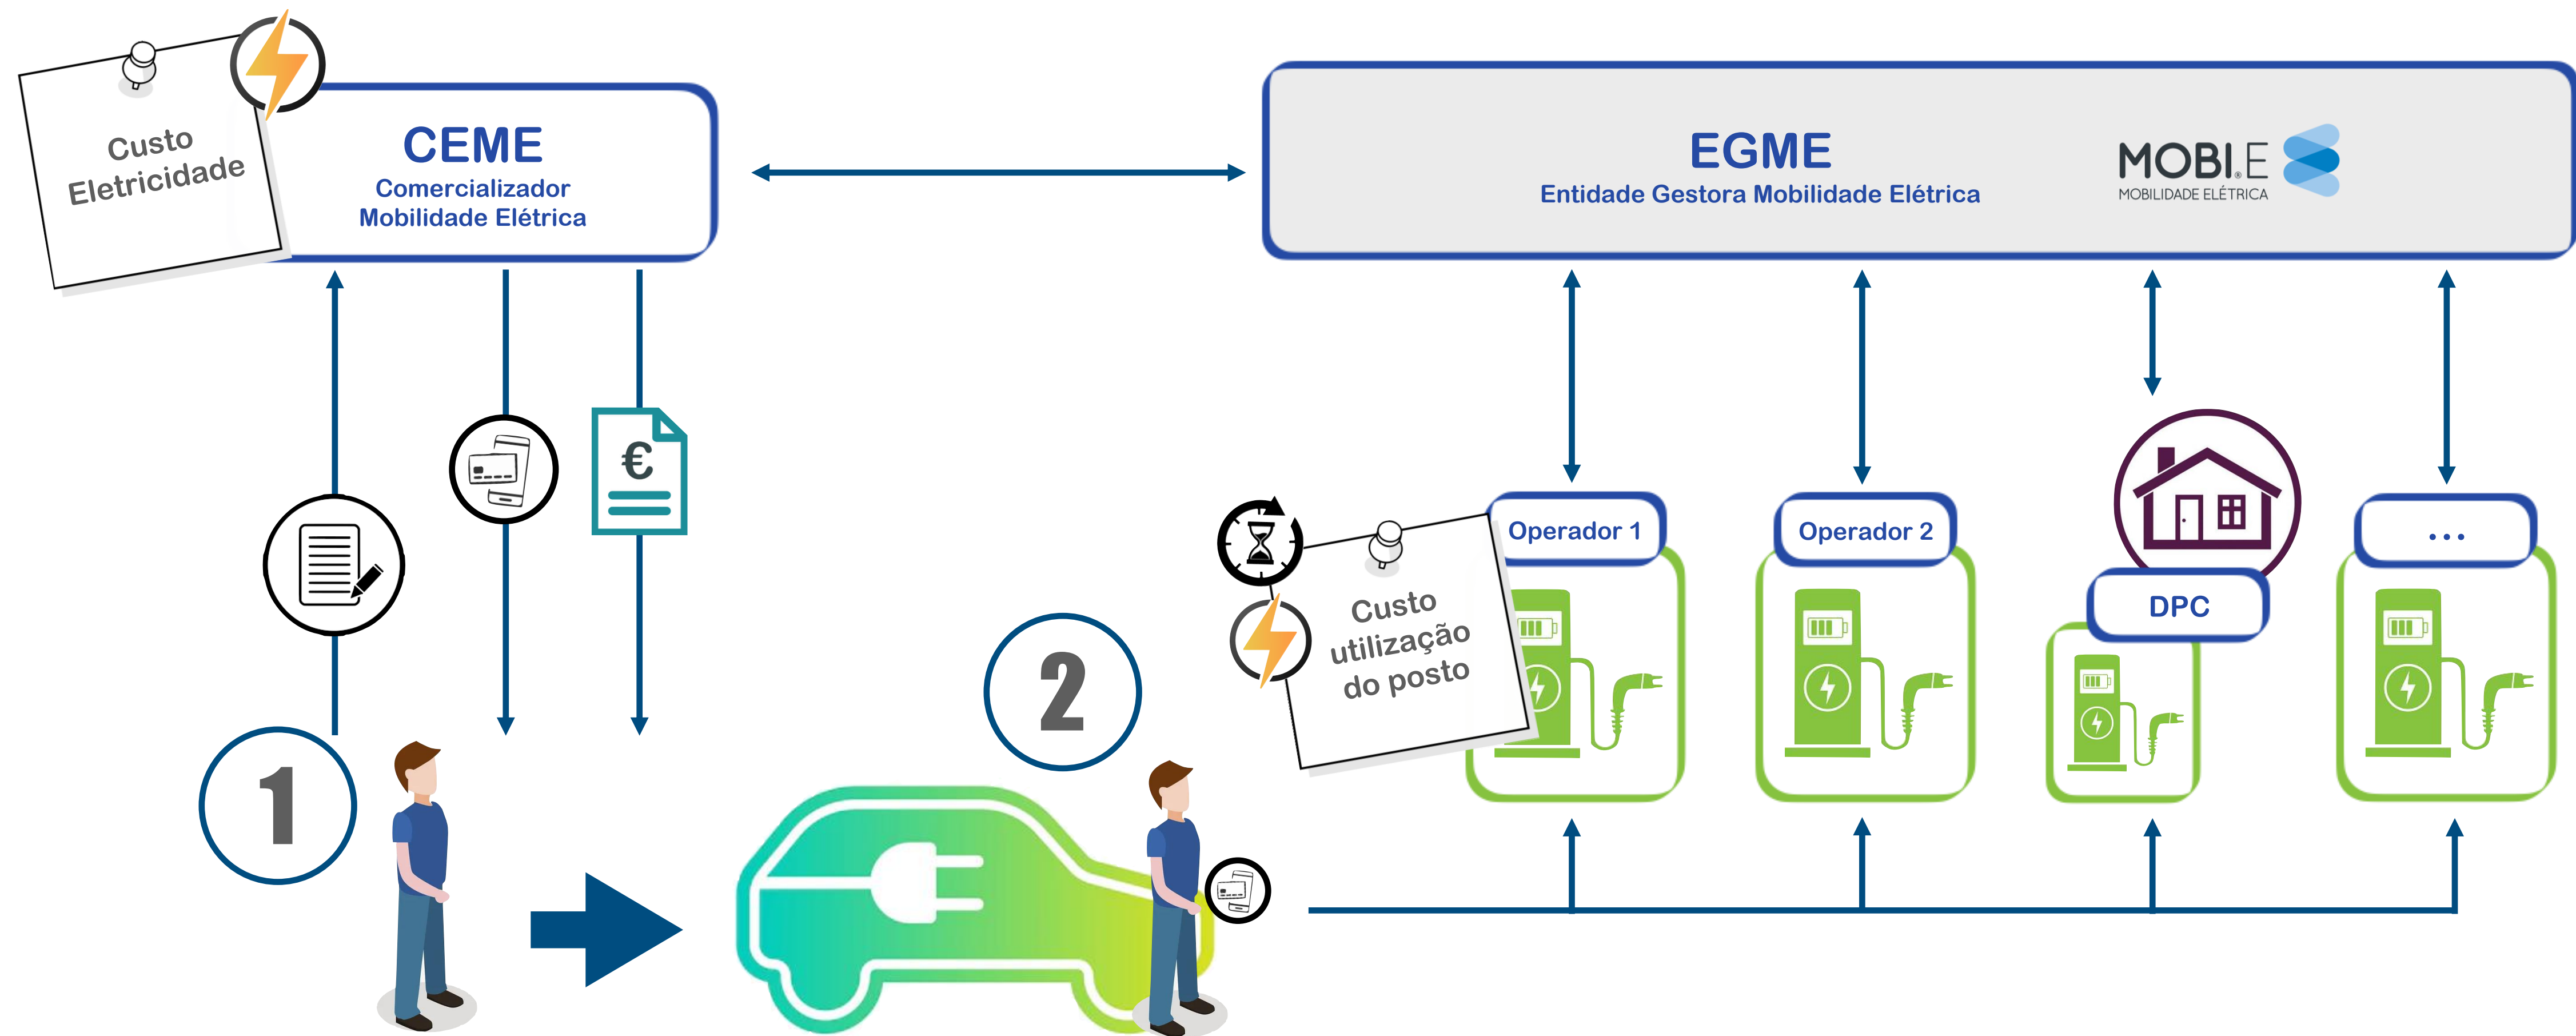 Custo
Eletricidade
CEME
Comercializador
Mobilidade Elétrica
EGME
Entidade Gestora Mobilidade Elétrica
MOBI.E
MOBILIDADE ELÉTRICA
€
Operador 1
Operador 2
DPC
...
Custo
utilização
do posto
1
2